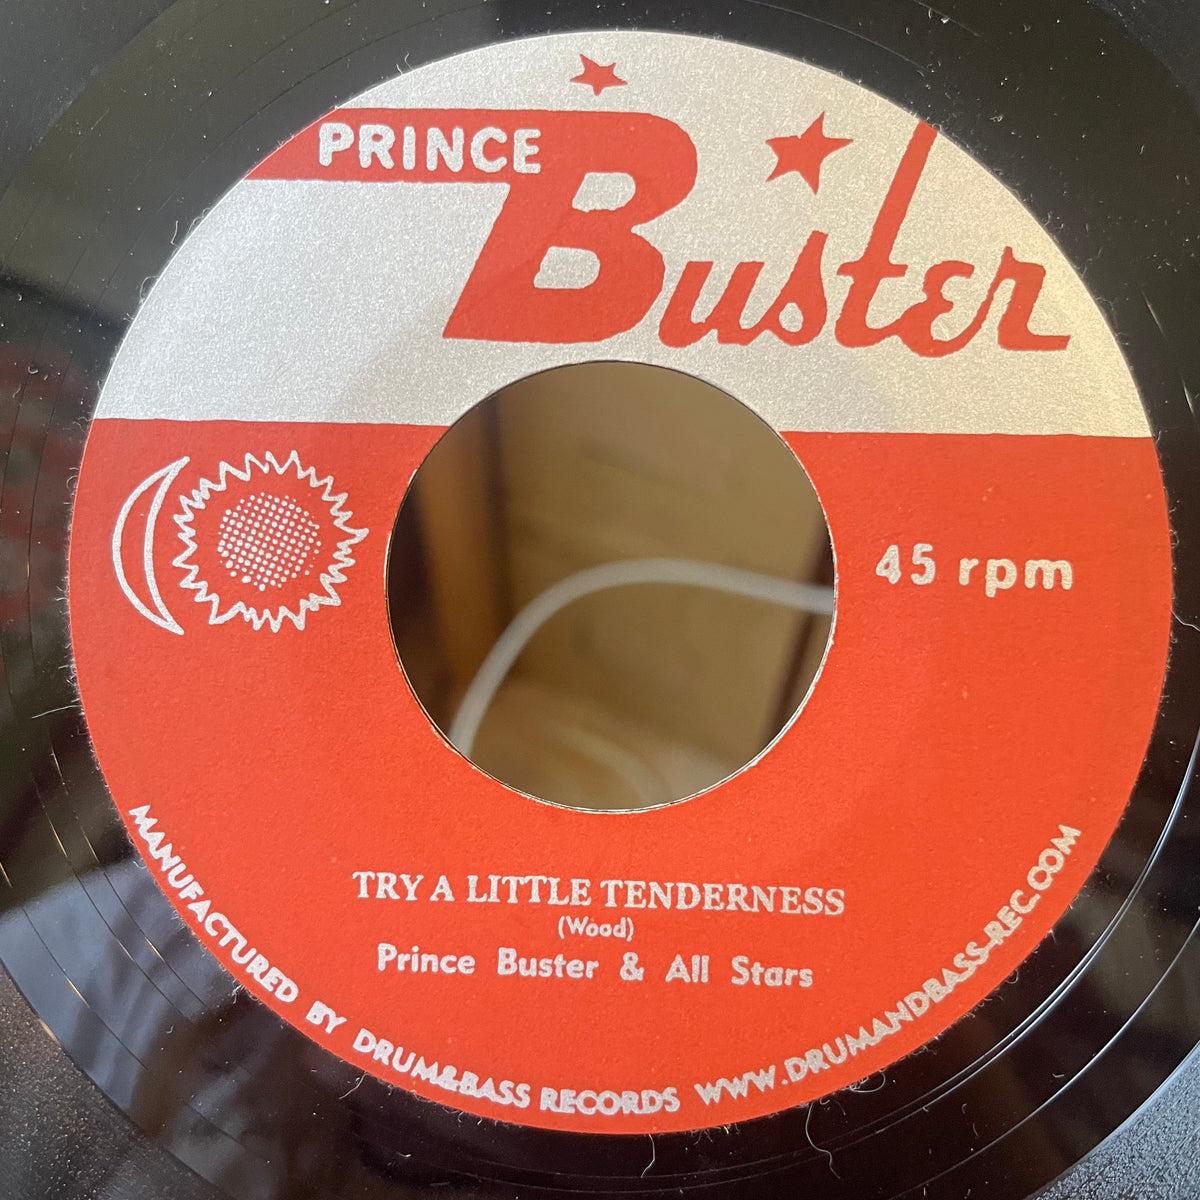 PRINCE
Buster
45 rpm
TRY A LITTLE TENDERNESS
(Wood)
Prince Buster & All Stars
MANUFACTURED BY DRUM&BASS RECORDS WWW.DRUMANDBASS-REC.COM